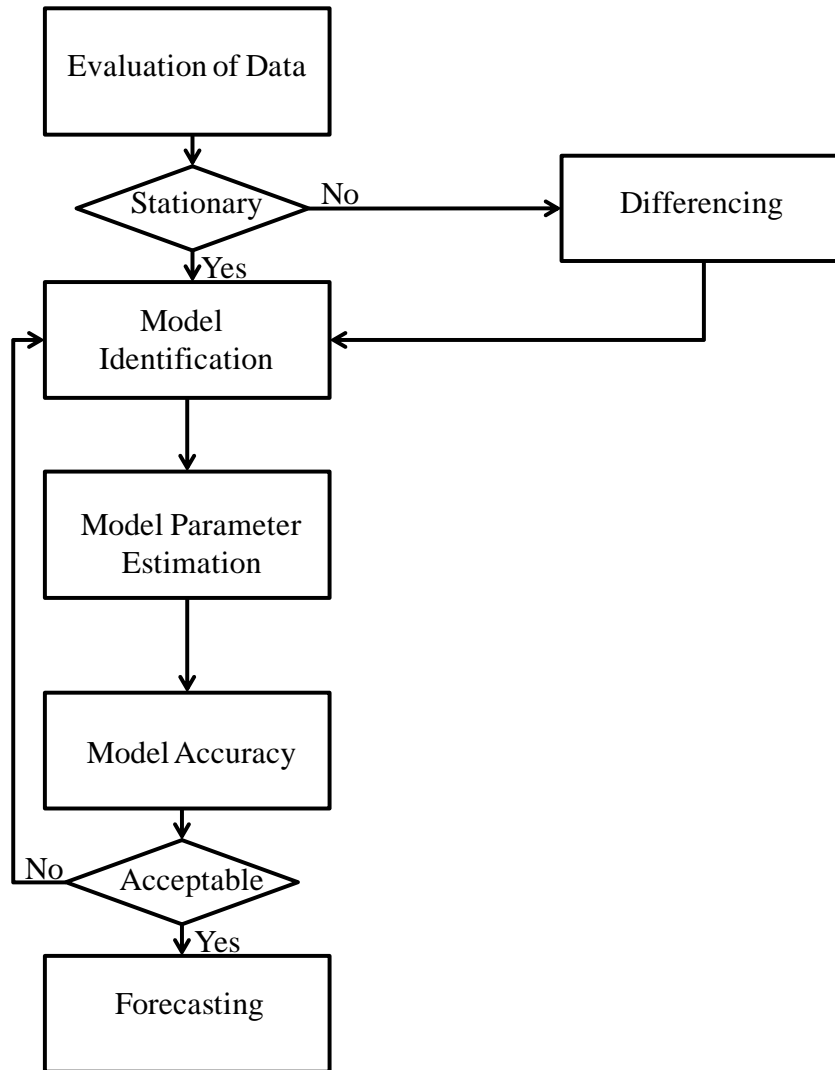 Evaluation of Data
Stationary
No
Differencing
Yes
Model
Identification
Model Parameter
Estimation
Model Accuracy
No
Acceptable
Yes
Forecasting